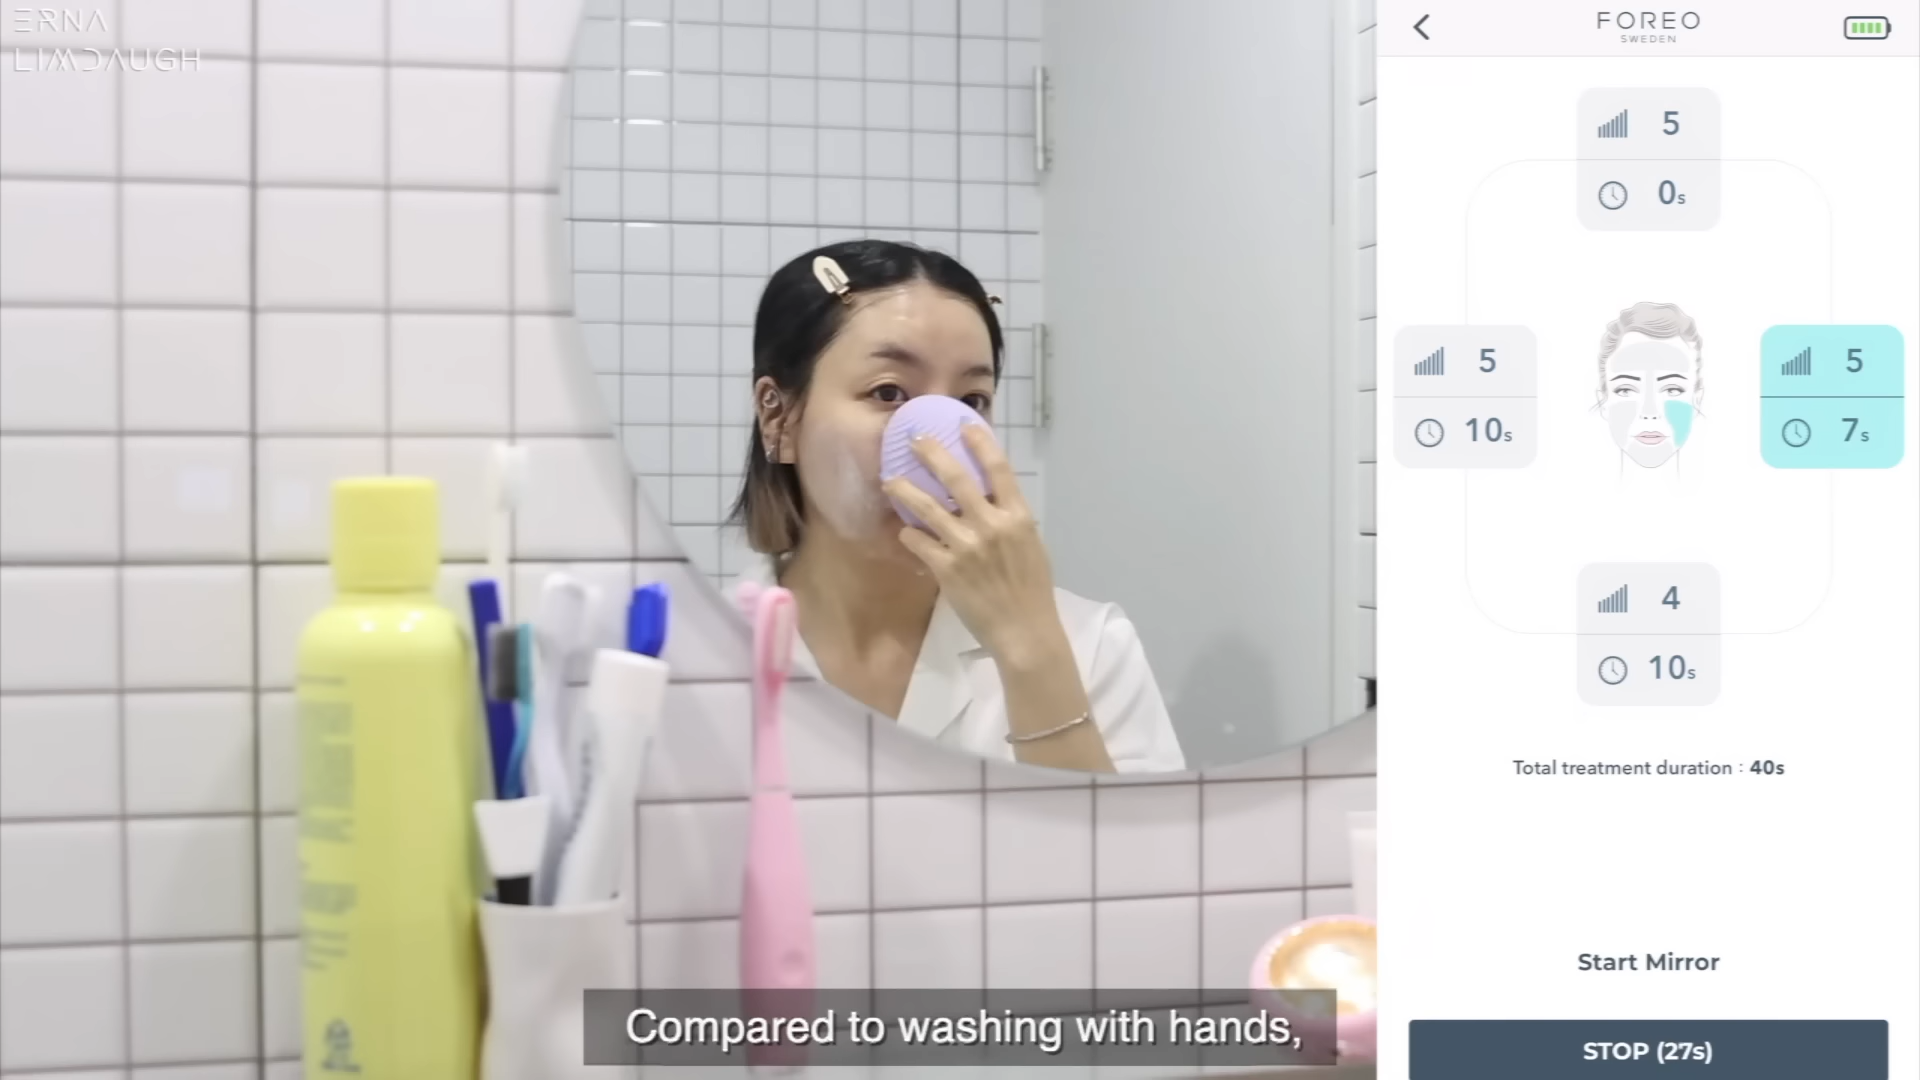 ERNA
LIMDAUGH
FOREO
SWEDEN
5
0s
5
10s
5
7s
4
10s
Total treatment duration : 40s
Start Mirror
STOP (27s)
Compared to washing with hands,